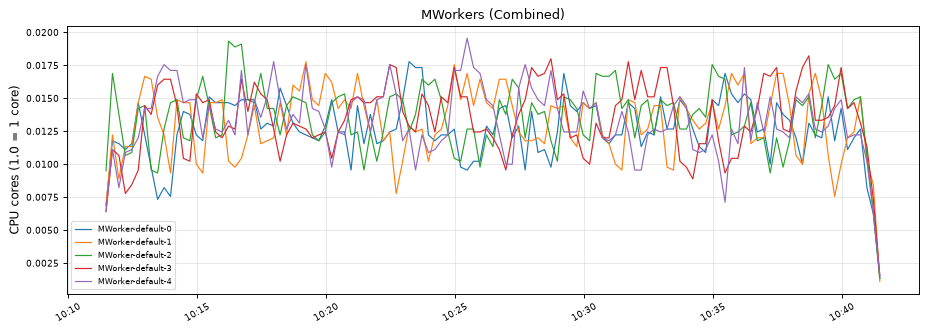 MWorkers (Combined)
CPU cores (1.0 = 1 core)
0.0200
0.0175
0.0150
0.0125
0.0100
0.0075
0.0050
0.0025
MWorker-default-0
MWorker-default-1
MWorker-default-2
MWorker-default-3
MWorker-default-4
10:10
10:15
10:20
10:25
10:30
10:35
10:40